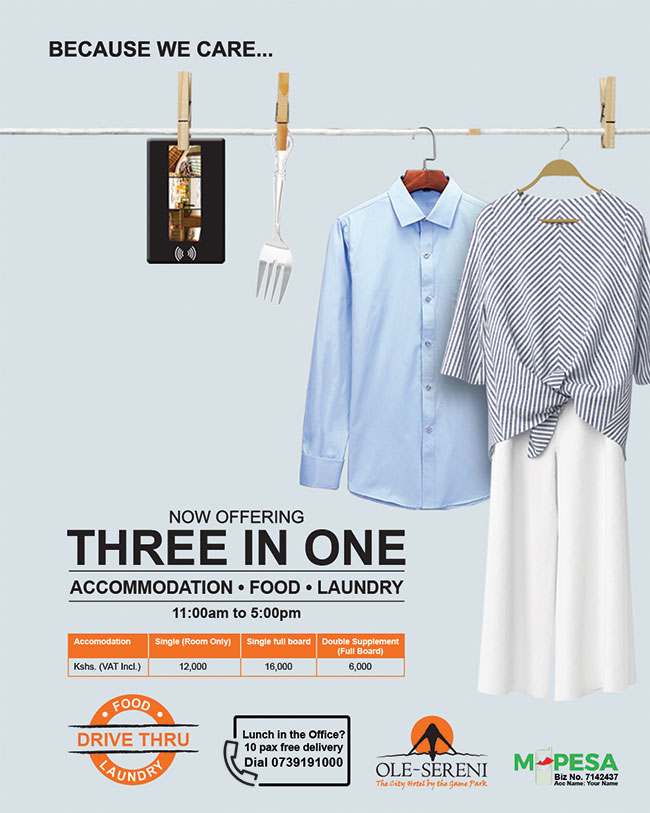 BECAUSE WE CARE...
NOW OFFERING
THREE IN ONE
ACCOMMODATION • FOOD • LAUNDRY
11:00am to 5:00pm
Accomodation Single (Room Only) Single full board Double Supplement
(Full Board)
Kshs. (VAT Incl.) 12,000 16,000 6,000
FOOD
DRIVE THRU
LAUNDRY
Lunch in the Office?
10 pax free delivery
Dial 0739191000
OLE-SERENI
The City Hotel by the Game Park
M-PESA
Biz No. 7142437
Acc Name: Your Name